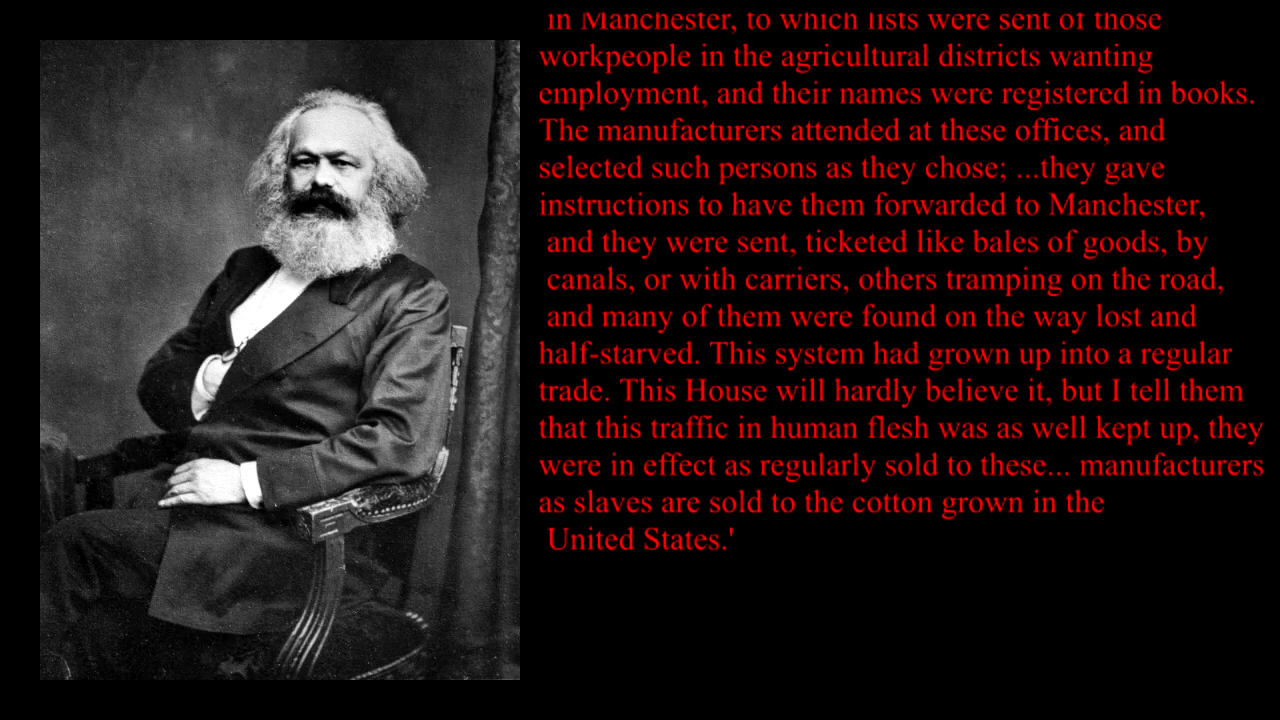 in Manchester, to which lists were sent of those
workpeople in the agricultural districts wanting
employment, and their names were registered in books.
The manufacturers attended at these offices, and
selected such persons as they chose; ...they gave
instructions to have them forwarded to Manchester,
and they were sent, ticketed like bales of goods, by
canals, or with carriers, others tramping on the road,
and many of them were found on the way lost and
half-starved. This system had grown up into a regular
trade. This House will hardly believe it, but I tell them
that this traffic in human flesh was as well kept up, they
were in effect as regularly sold to these... manufacturers
as slaves are sold to the cotton grown in the
United States.'